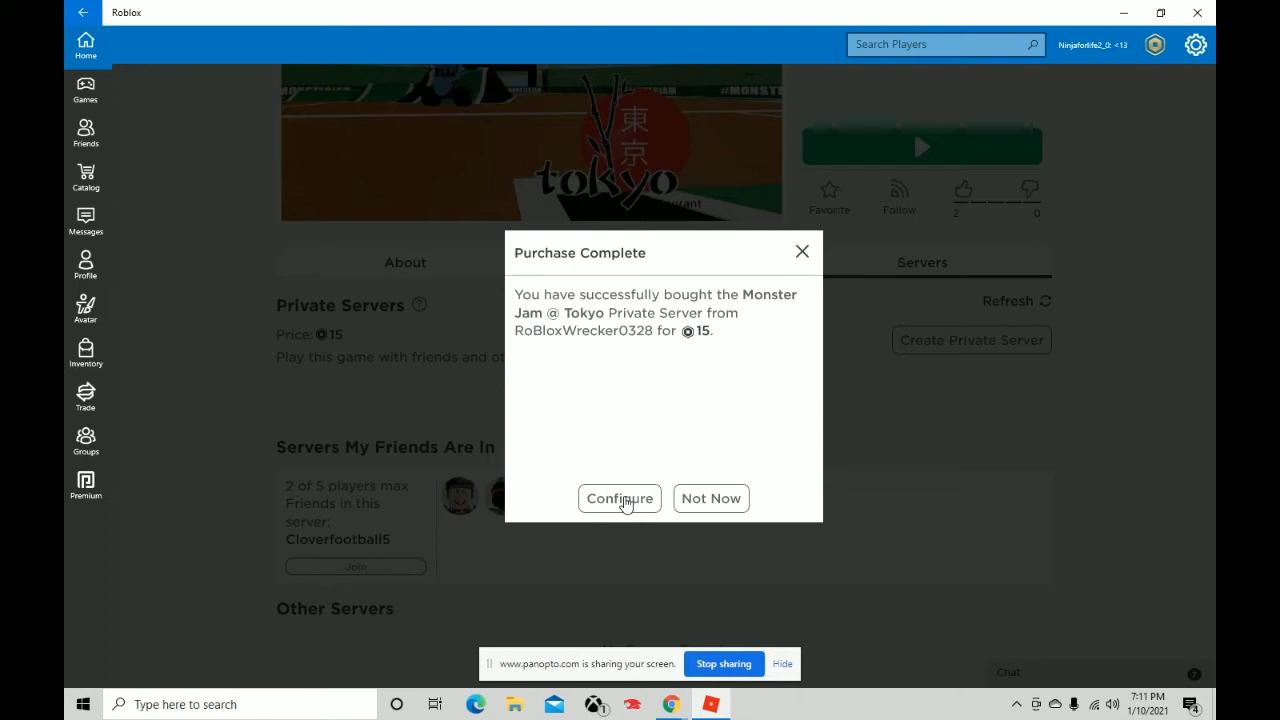 Roblox
Home
Search Players
Ninjaforlife2_0: <13
Games
Friends
Catalog
Messages
Profile
Avatar
Inventory
Trade
Groups
Premium
#MONSTE
東
京
tokyo
Favorite
Follow
2
0
About
Servers
Private Servers
Refresh
Price: 15
Create Private Server
Play this game with friends and ot
Purchase Complete
You have successfully bought the Monster
Jam @ Tokyo Private Server from
RoBloxWrecker0328 for 15.
Configure
Not Now
Servers My Friends Are In
2 of 5 players max
Friends in this
server:
Cloverfootball5
Join
Other Servers
www.panopto.com is sharing your screen.
Stop sharing
Hide
Chat
Type here to search
1
7:11 PM
1/10/2021
4